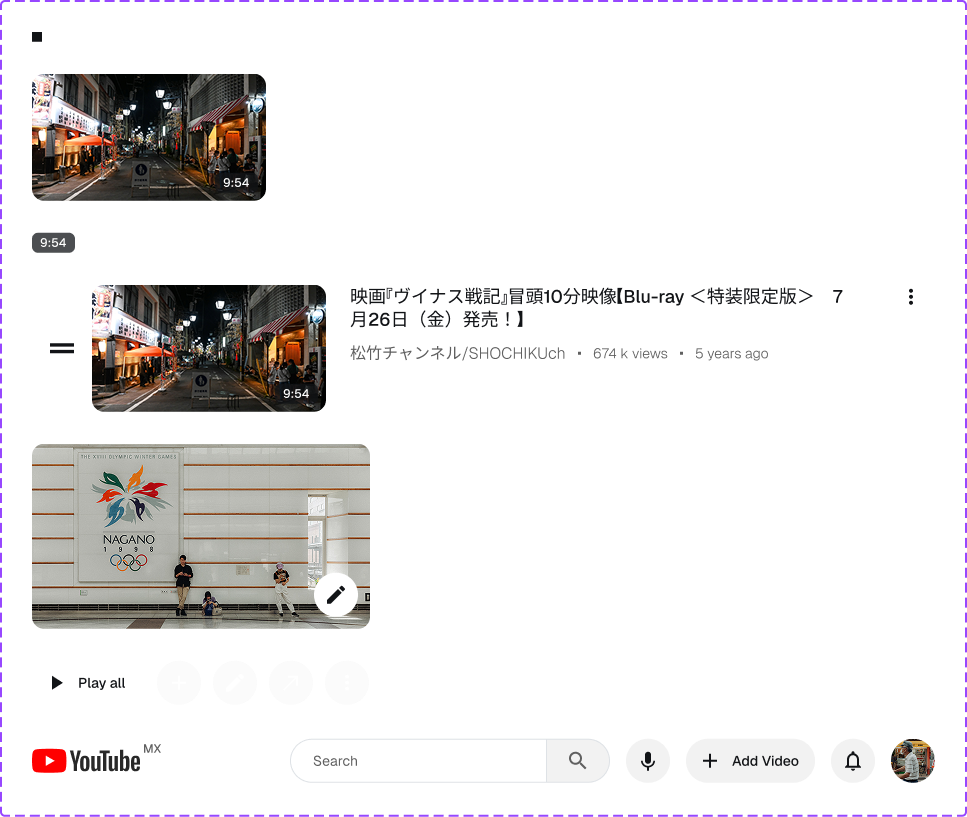 9:54
9:54
9:54
映画『ヴイナス戦記』冒頭10分映像【Blu-ray ＜特装限定版＞　7
月26日（金）発売！】
松竹チャンネル/SHOCHIKUch • 674 k views • 5 years ago
THE XVIII OLYMPIC WINTER GAMES
NAGANO
1998
Play all
YouTube MX
Search
Add Video